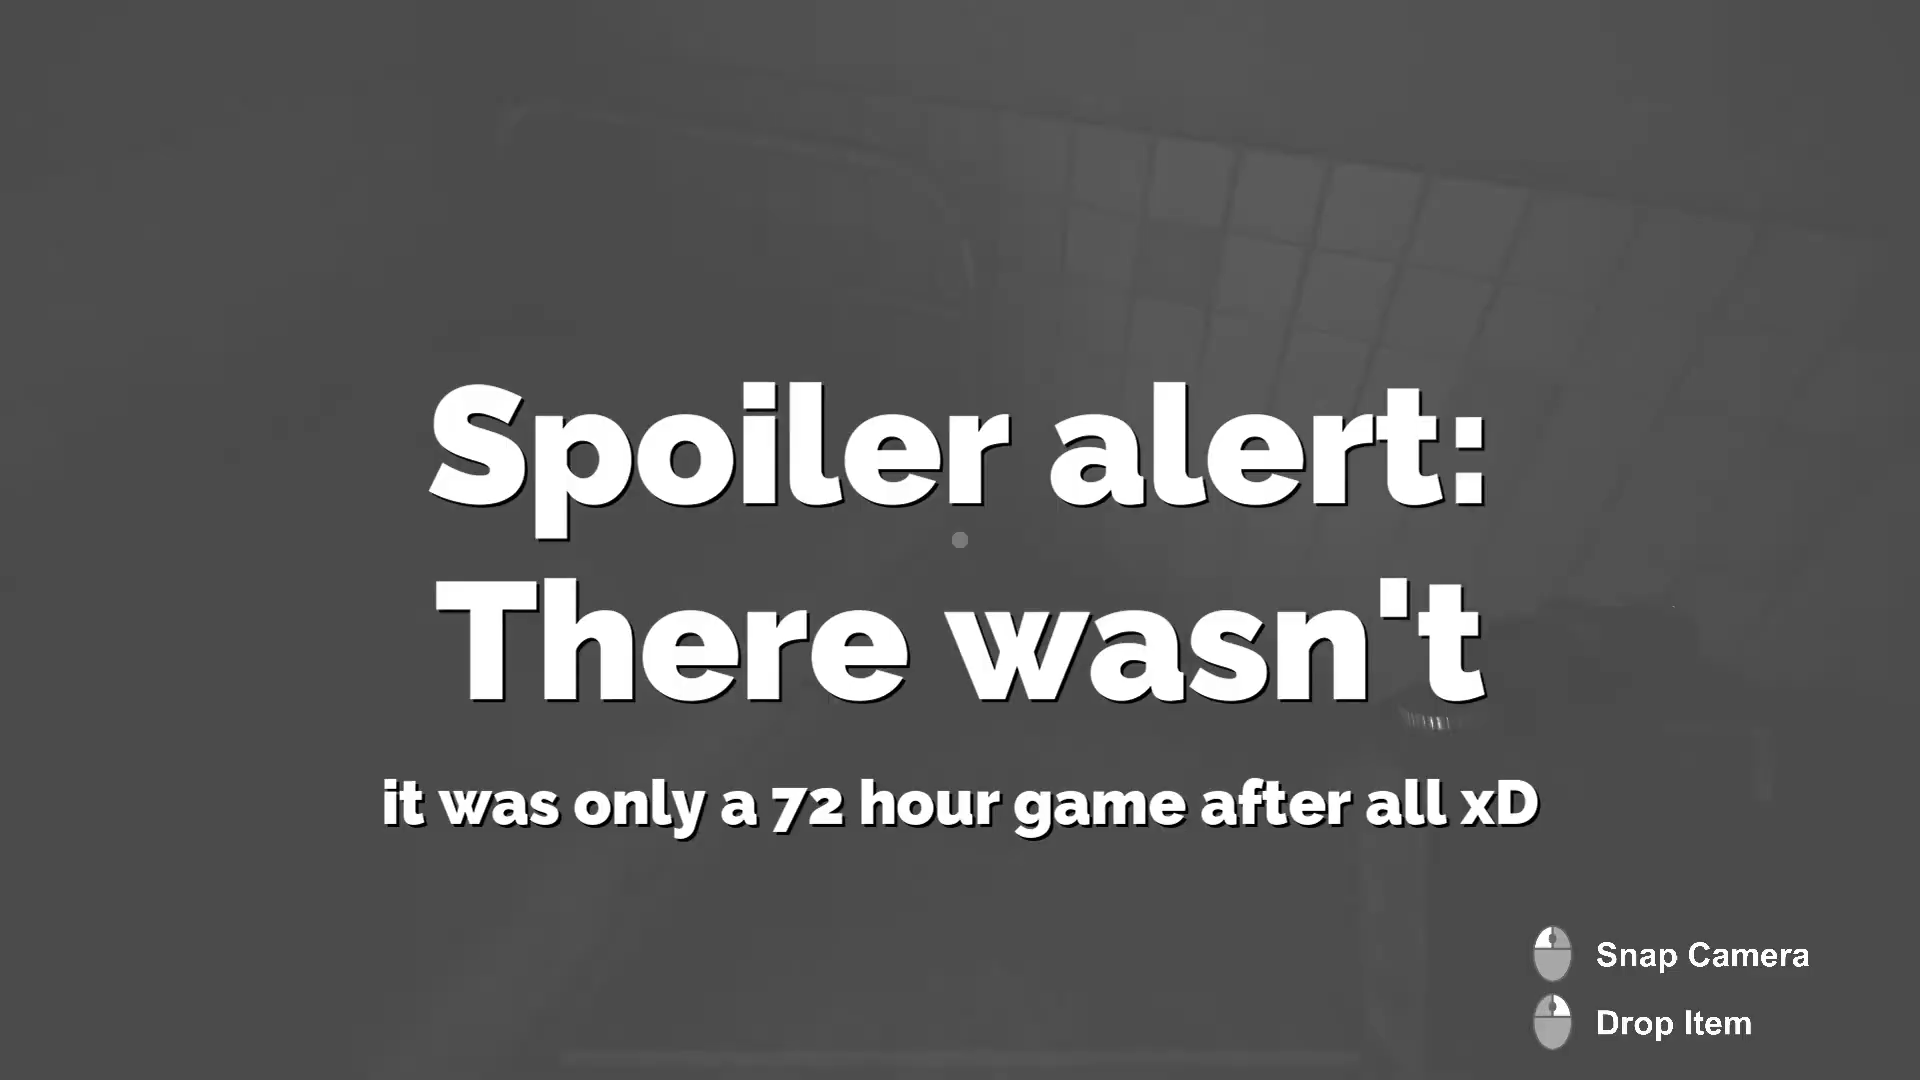 Spoiler alert:
There wasn't
it was only a 72 hour game after all xD
Snap Camera
Drop Item